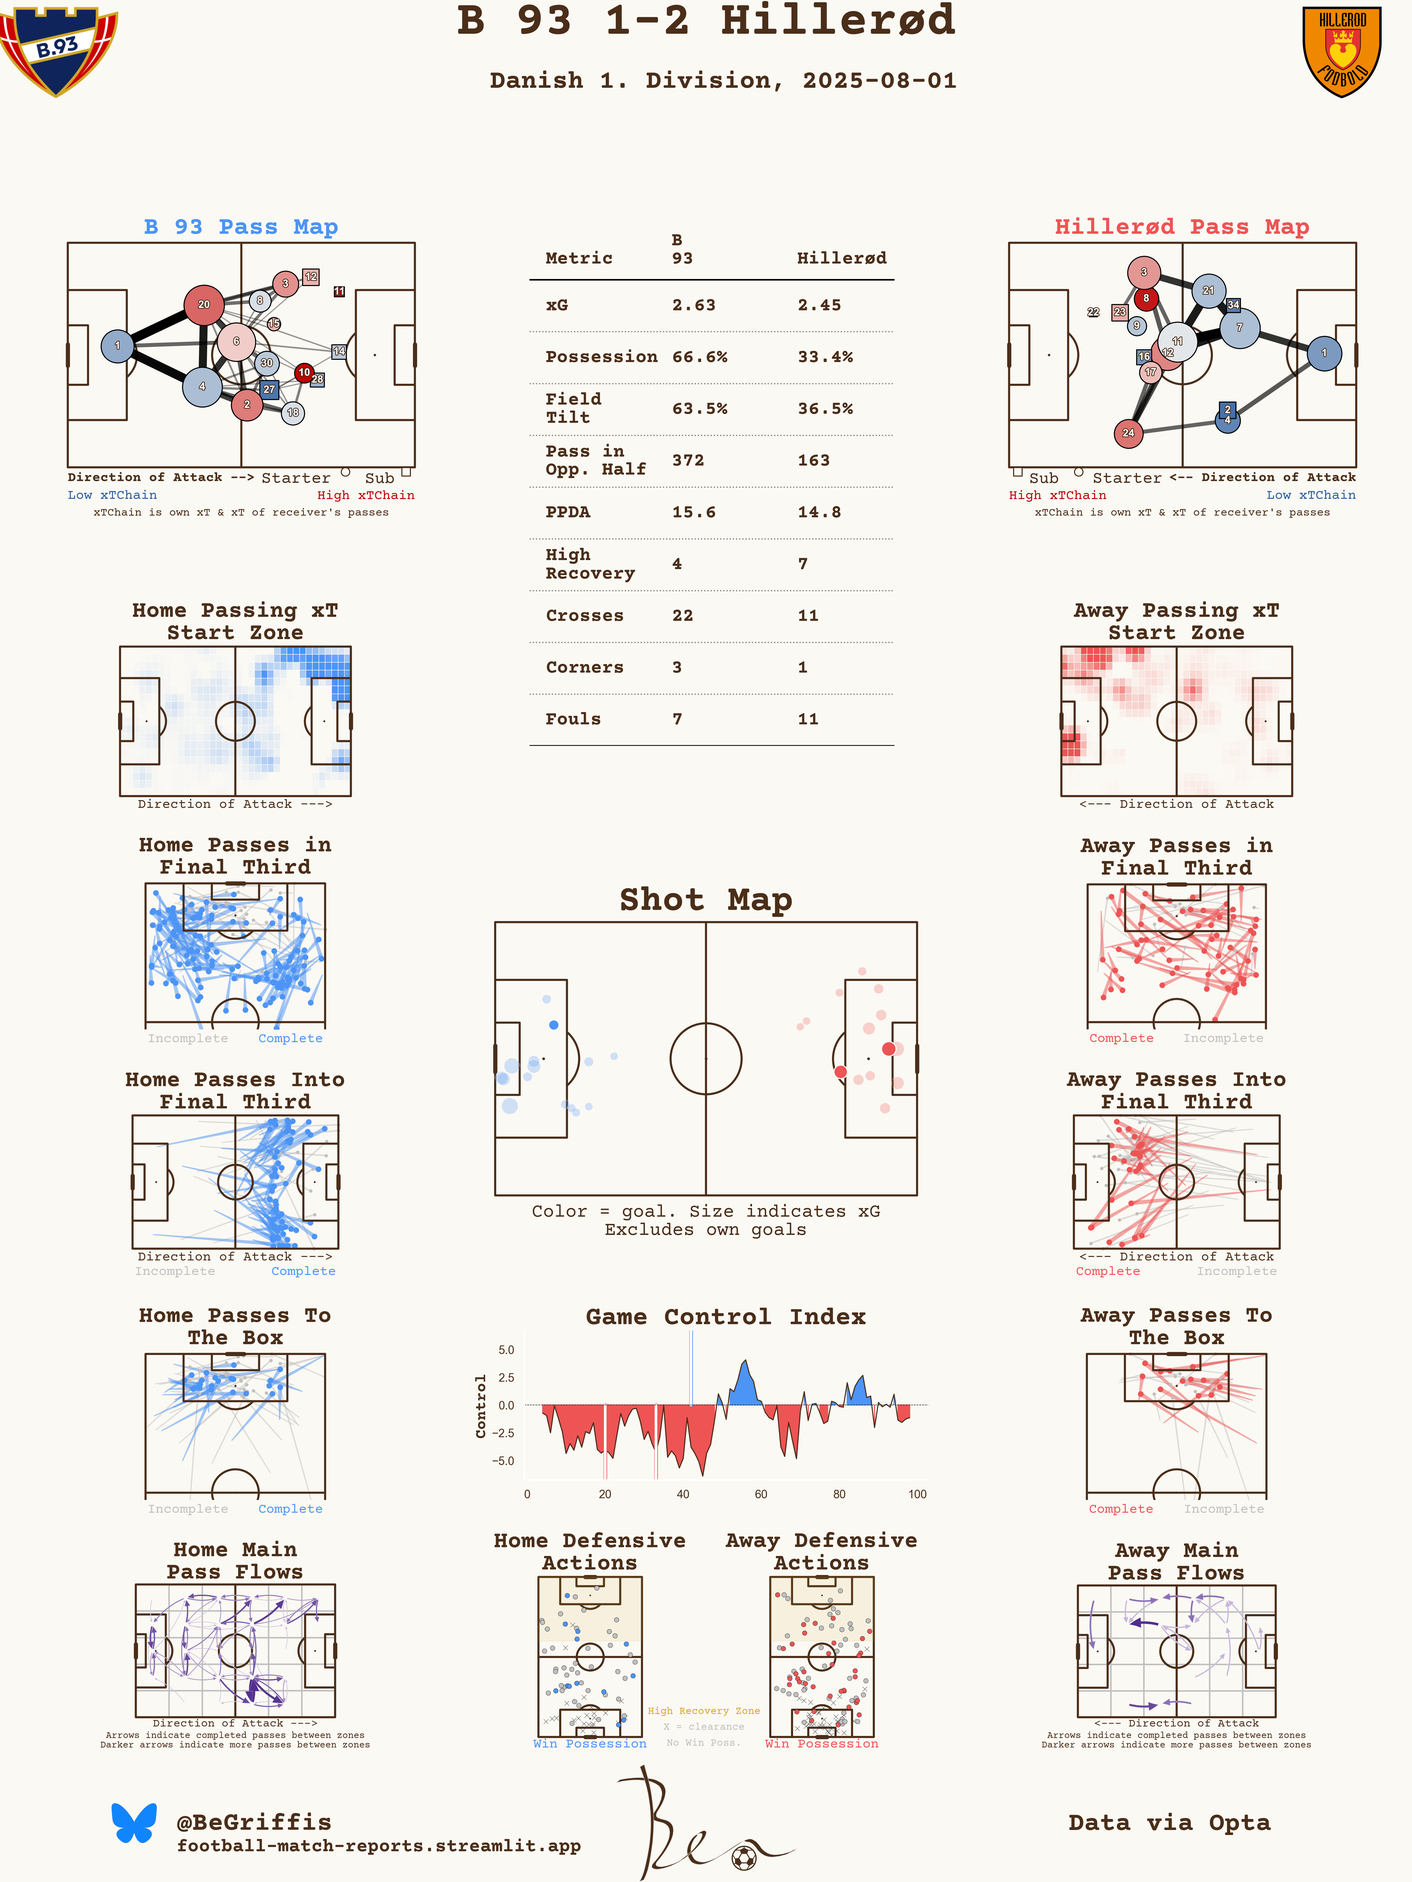 B 93 1-2 Hillerød
Danish 1. Division, 2025-08-01
B.93
HILLERØD
FODBOLD
B 93 Pass Map
1
20
4
6
3
12
11
8
15
14
30
10
28
27
2
18
Direction of Attack --> Starter Sub
Low xTChain High xTChain
xTChain is own xT & xT of receiver's passes
Metric B 93 Hillerød
xG 2.63 2.45
Possession 66.6% 33.4%
Field Tilt 63.5% 36.5%
Pass in Opp. Half 372 163
PPDA 15.6 14.8
High Recovery 4 7
Crosses 22 11
Corners 3 1
Fouls 7 11
Hillerød Pass Map
3
21
8
34
22
23
9
7
11
12
16
17
1
2
4
24
Sub Starter <-- Direction of Attack
High xTChain Low xTChain
xTChain is own xT & xT of receiver's passes
Home Passing xT
Start Zone
Direction of Attack --->
Away Passing xT
Start Zone
<--- Direction of Attack
Home Passes in
Final Third
Incomplete Complete
Away Passes in
Final Third
Complete Incomplete
Shot Map
Color = goal. Size indicates xG
Excludes own goals
Home Passes Into
Final Third
Direction of Attack --->
Incomplete Complete
Away Passes Into
Final Third
<--- Direction of Attack
Complete Incomplete
Home Passes To
The Box
Incomplete Complete
Game Control Index
Control
5.0
2.5
0.0
−2.5
−5.0
0 20 40 60 80 100
Away Passes To
The Box
Complete Incomplete
Home Main
Pass Flows
Direction of Attack --->
Arrows indicate completed passes between zones
Darker arrows indicate more passes between zones
Home Defensive
Actions
Win Possession
High Recovery Zone
X = clearance
No Win Poss.
Away Defensive
Actions
Win Possession
Away Main
Pass Flows
<--- Direction of Attack
Arrows indicate completed passes between zones
Darker arrows indicate more passes between zones
@BeGriffis
football-match-reports.streamlit.app
Ben
Data via Opta